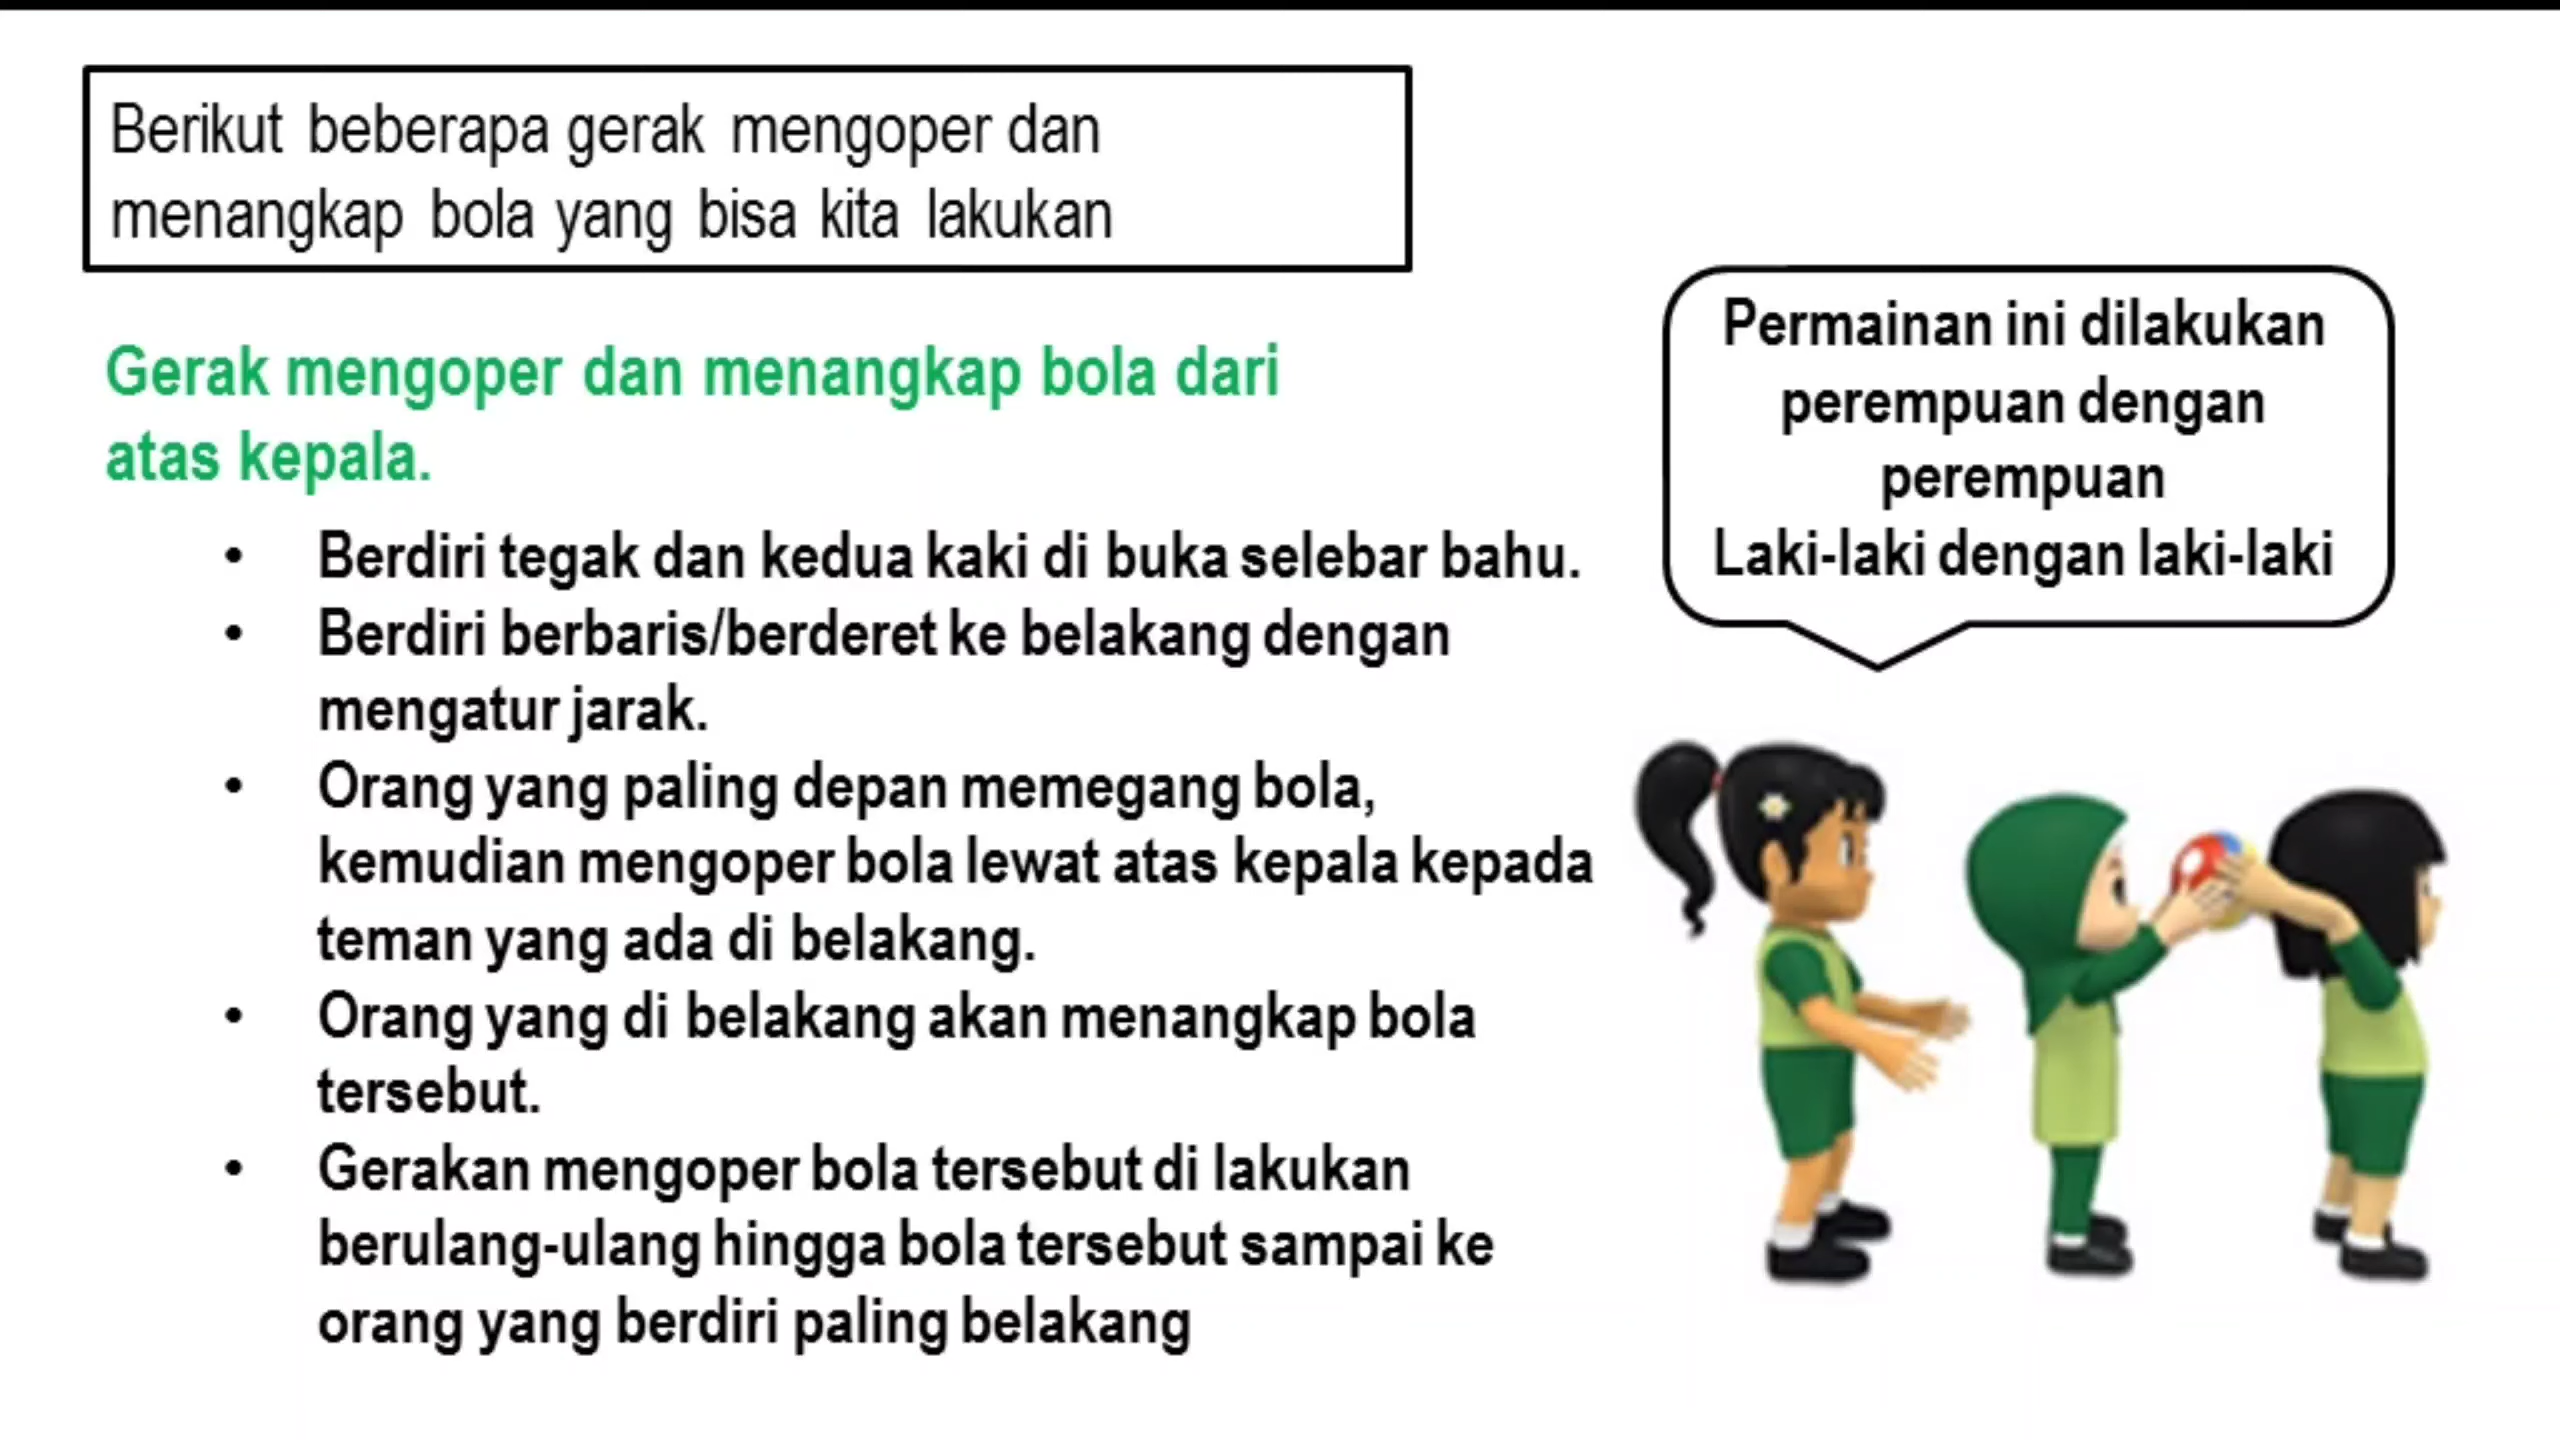 Berikut beberapa gerak mengoper dan
menangkap bola yang bisa kita lakukan
Gerak mengoper dan menangkap bola dari
atas kepala.
• Berdiri tegak dan kedua kaki di buka selebar bahu.
• Berdiri berbaris/berderet ke belakang dengan
mengatur jarak.
• Orang yang paling depan memegang bola,
kemudian mengoper bola lewat atas kepala kepada
teman yang ada di belakang.
• Orang yang di belakang akan menangkap bola
tersebut.
• Gerakan mengoper bola tersebut di lakukan
berulang-ulang hingga bola tersebut sampai ke
orang yang berdiri paling belakang
Permainan ini dilakukan
perempuan dengan
perempuan
Laki-laki dengan laki-laki